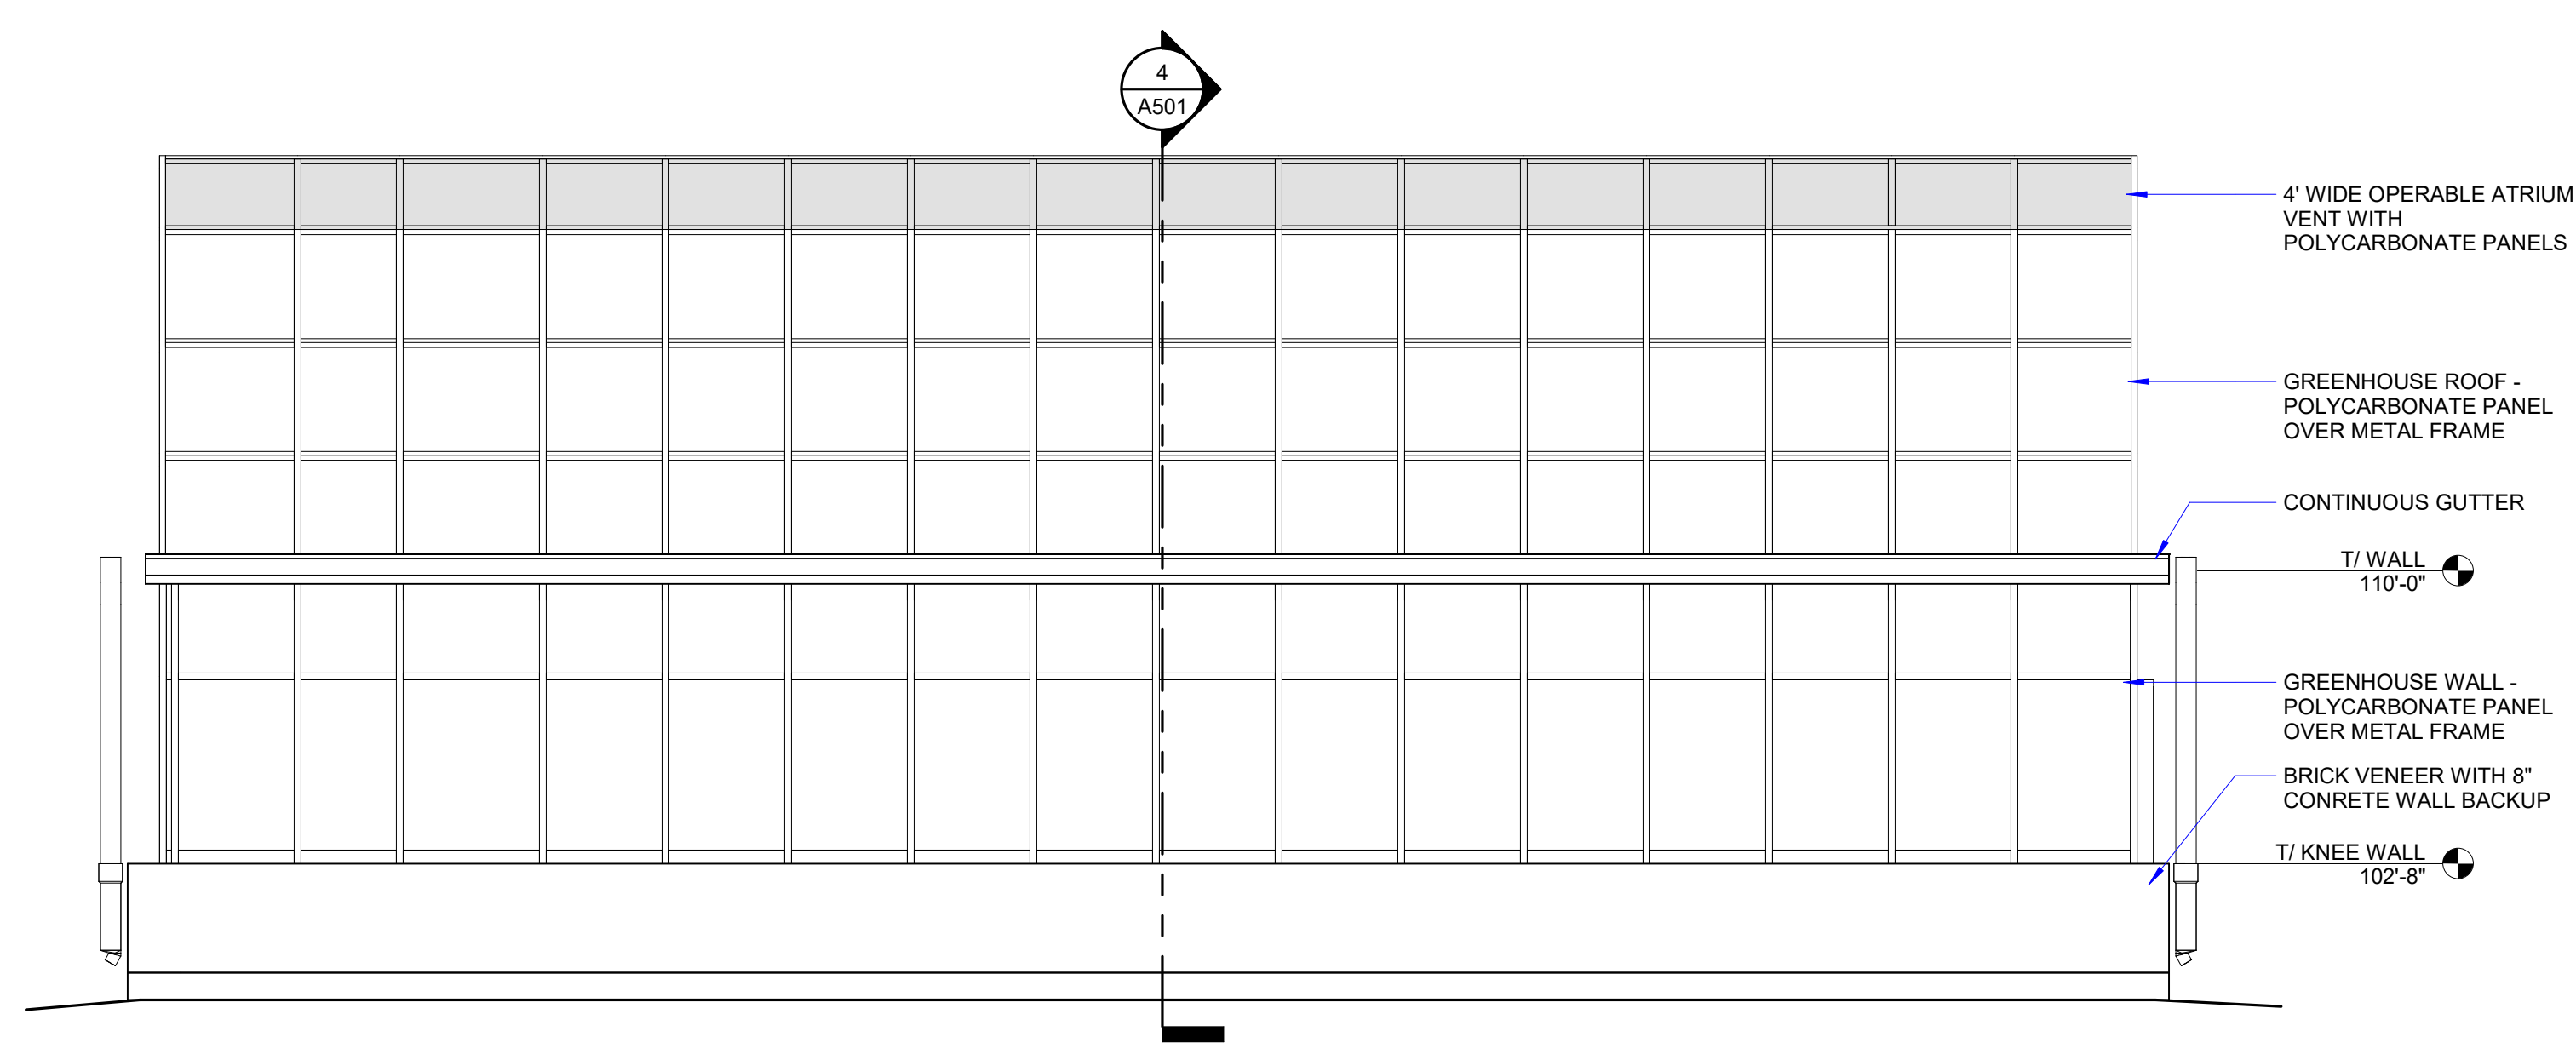 4
A501
4' WIDE OPERABLE ATRIUM
VENT WITH
POLYCARBONATE PANELS
GREENHOUSE ROOF -
POLYCARBONATE PANEL
OVER METAL FRAME
CONTINUOUS GUTTER
T/ WALL
110'-0"
GREENHOUSE WALL -
POLYCARBONATE PANEL
OVER METAL FRAME
BRICK VENEER WITH 8"
CONRETE WALL BACKUP
T/ KNEE WALL
102'-8"